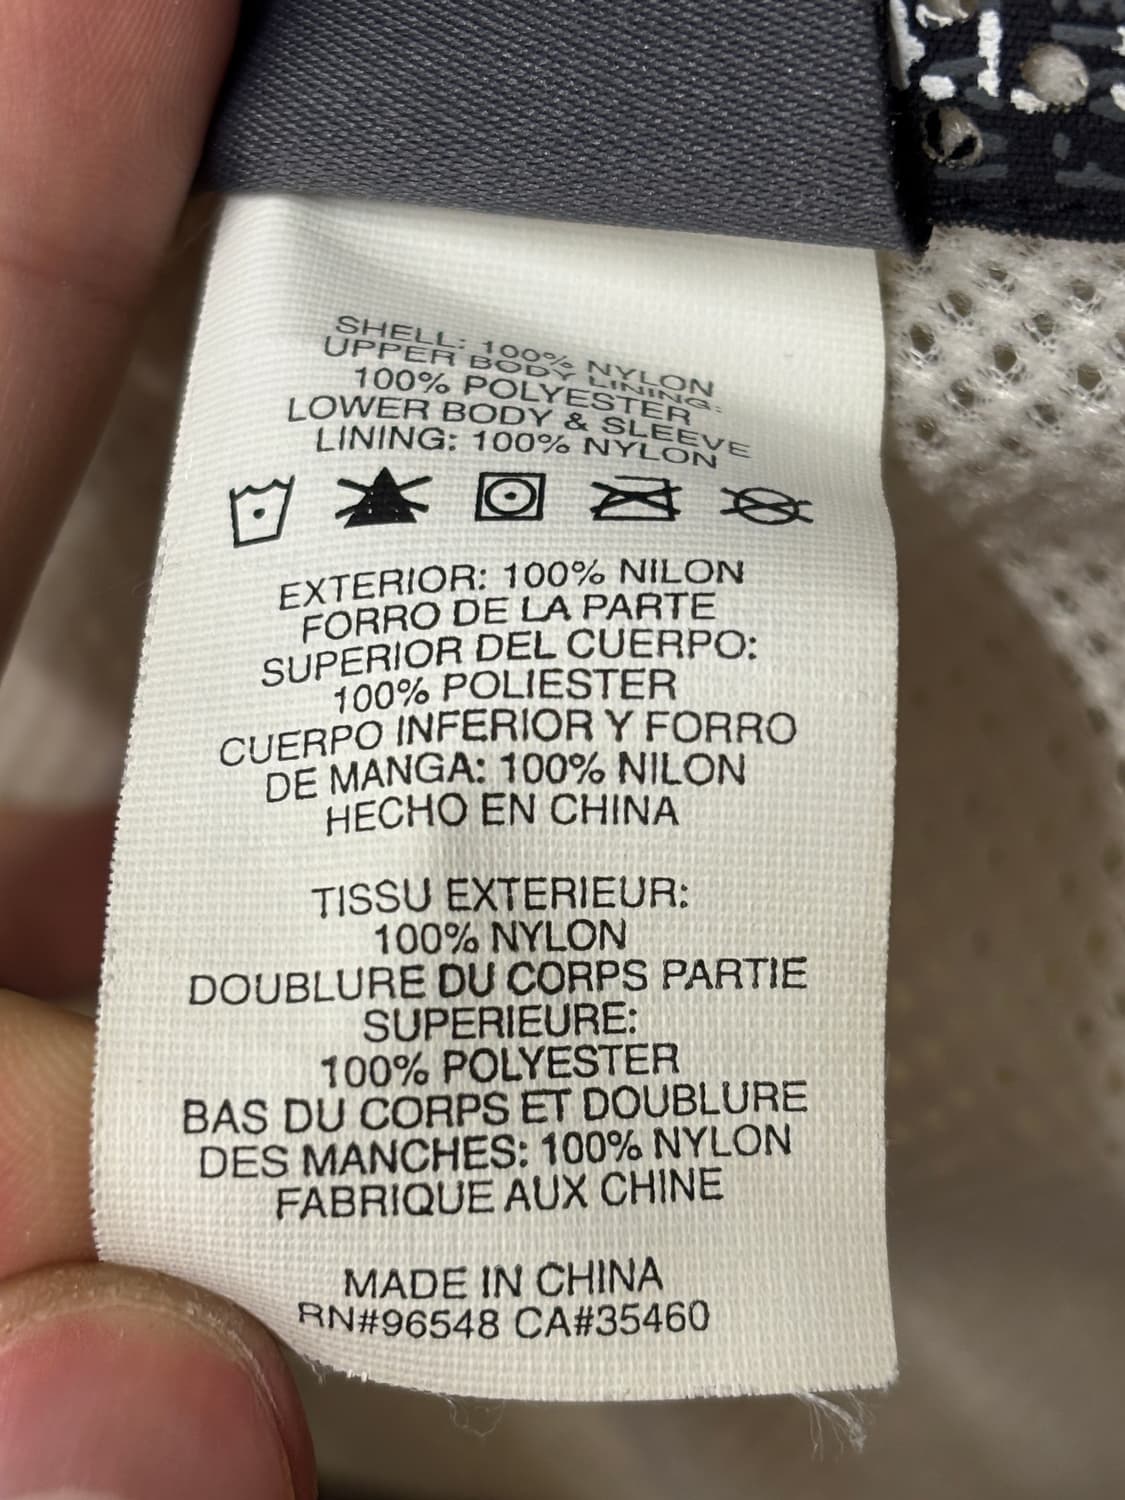 SHELL: 100% NYLON
UPPER BODY LINING:
100% POLYESTER
LOWER BODY & SLEEVE
LINING: 100% NYLON
EXTERIOR: 100% NILON
FORRO DE LA PARTE
SUPERIOR DEL CUERPO:
100% POLIESTER
CUERPO INFERIOR Y FORRO
DE MANGA: 100% NILON
HECHO EN CHINA
TISSU EXTERIEUR:
100% NYLON
DOUBLURE DU CORPS PARTIE
SUPERIEURE:
100% POLYESTER
BAS DU CORPS ET DOUBLURE
DES MANCHES: 100% NYLON
FABRIQUE AUX CHINE
MADE IN CHINA
RN#96548 CA#35460